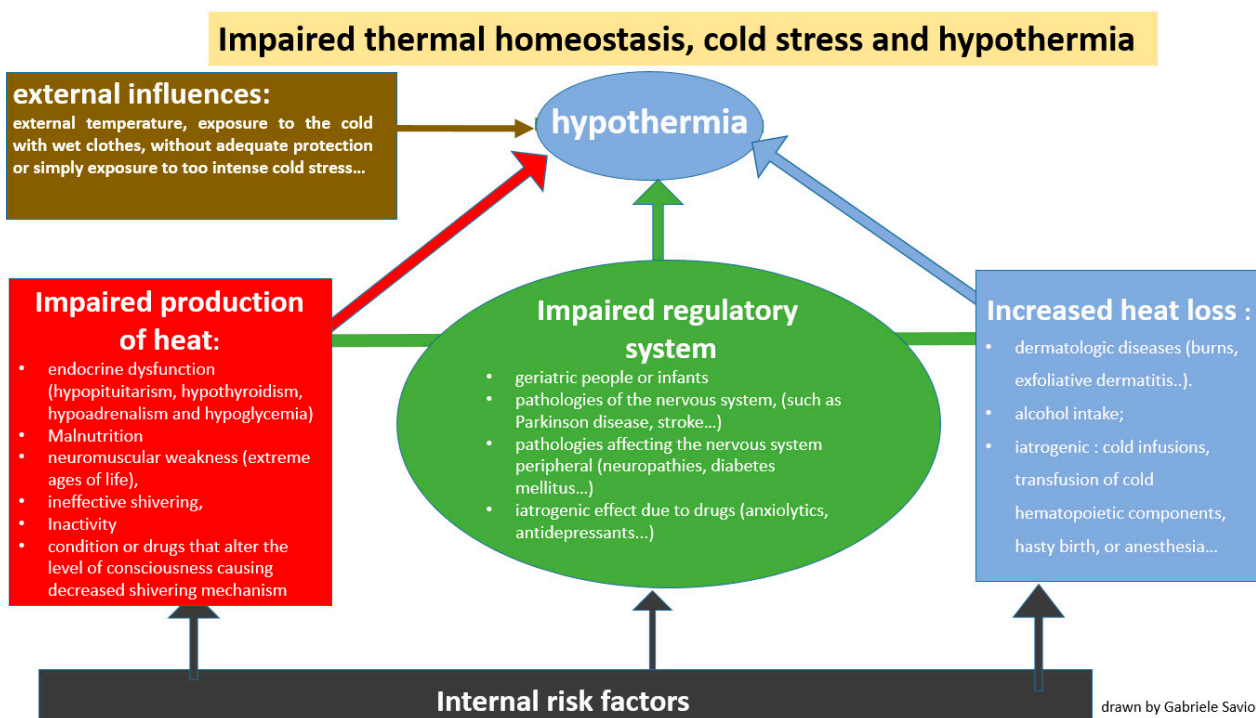 Impaired thermal homeostasis, cold stress and hypothermia
external influences:
external temperature, exposure to the cold
with wet clothes, without adequate protection
or simply exposure to too intense cold stress...
hypothermia
Impaired production
of heat:
• endocrine dysfunction
(hypopituitarism, hypothyroidism,
hypoadrenalism and hypoglycemia)
• Malnutrition
• neuromuscular weakness (extreme
ages of life),
• ineffective shivering,
• Inactivity
• condition or drugs that alter the
level of consciousness causing
decreased shivering mechanism
Impaired regulatory
system
• geriatric people or infants
• pathologies of the nervous system, (such as
Parkinson disease, stroke...)
• pathologies affecting the nervous system
peripheral (neuropathies, diabetes
mellitus...)
• iatrogenic effect due to drugs (anxiolytics,
antidepressants...)
Increased heat loss :
• dermatologic diseases (burns,
exfoliative dermatitis..).
• alcohol intake;
• iatrogenic : cold infusions,
transfusion of cold
hematopoietic components,
hasty birth, or anesthesia...
Internal risk factors
drawn by Gabriele Savio